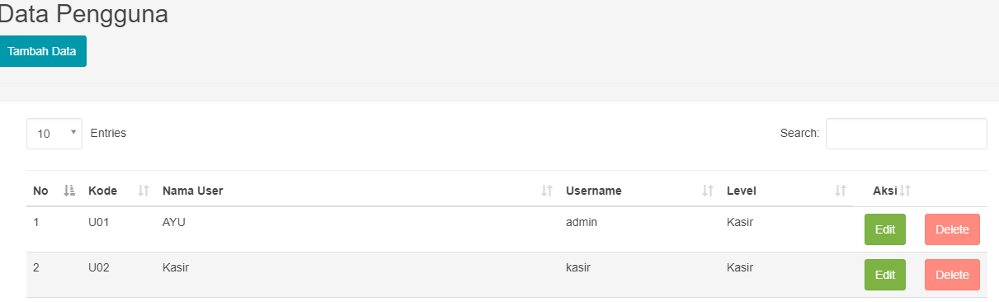 Data Pengguna
Tambah Data
10 Entries Search:
No Kode Nama User Username Level Aksi
1 U01 AYU admin Kasir Edit Delete
2 U02 Kasir kasir Kasir Edit Delete